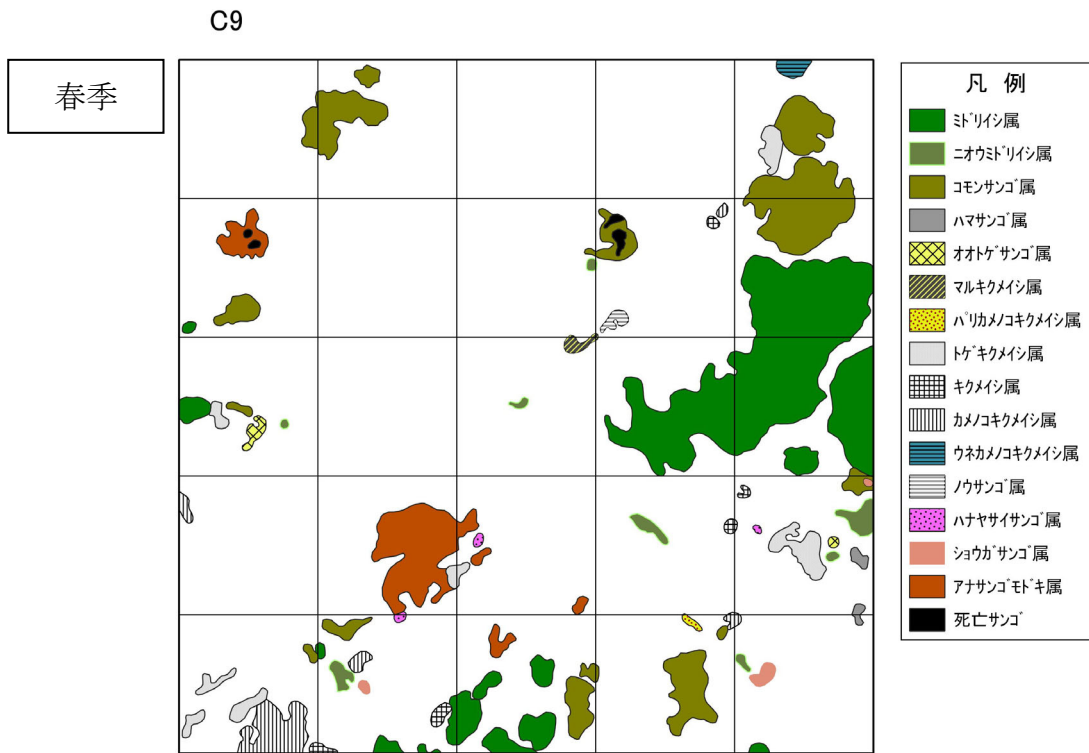 C9
春季
凡 例
ﾐﾄﾞﾘｲｼ属
ﾆｵｳﾐﾄﾞﾘｲｼ属
ｺﾓﾝｻﾝｺﾞ属
ﾊﾏｻﾝｺﾞ属
ｵｵﾄｹﾞｻﾝｺﾞ属
ﾏﾙｷｸﾒｲｼ属
ﾊﾞﾘｶﾒﾉｺｷｸﾒｲｼ属
ﾄｹﾞｷｸﾒｲｼ属
ｷｸﾒｲｼ属
ｶﾒﾉｺｷｸﾒｲｼ属
ｳﾈｶﾒﾉｺｷｸﾒｲｼ属
ﾉｳｻﾝｺﾞ属
ﾊﾅﾔｻｲｻﾝｺﾞ属
ｼｮｳｶﾞｻﾝｺﾞ属
ｱﾅｻﾝｺﾞﾓﾄﾞｷ属
死亡ｻﾝｺﾞ